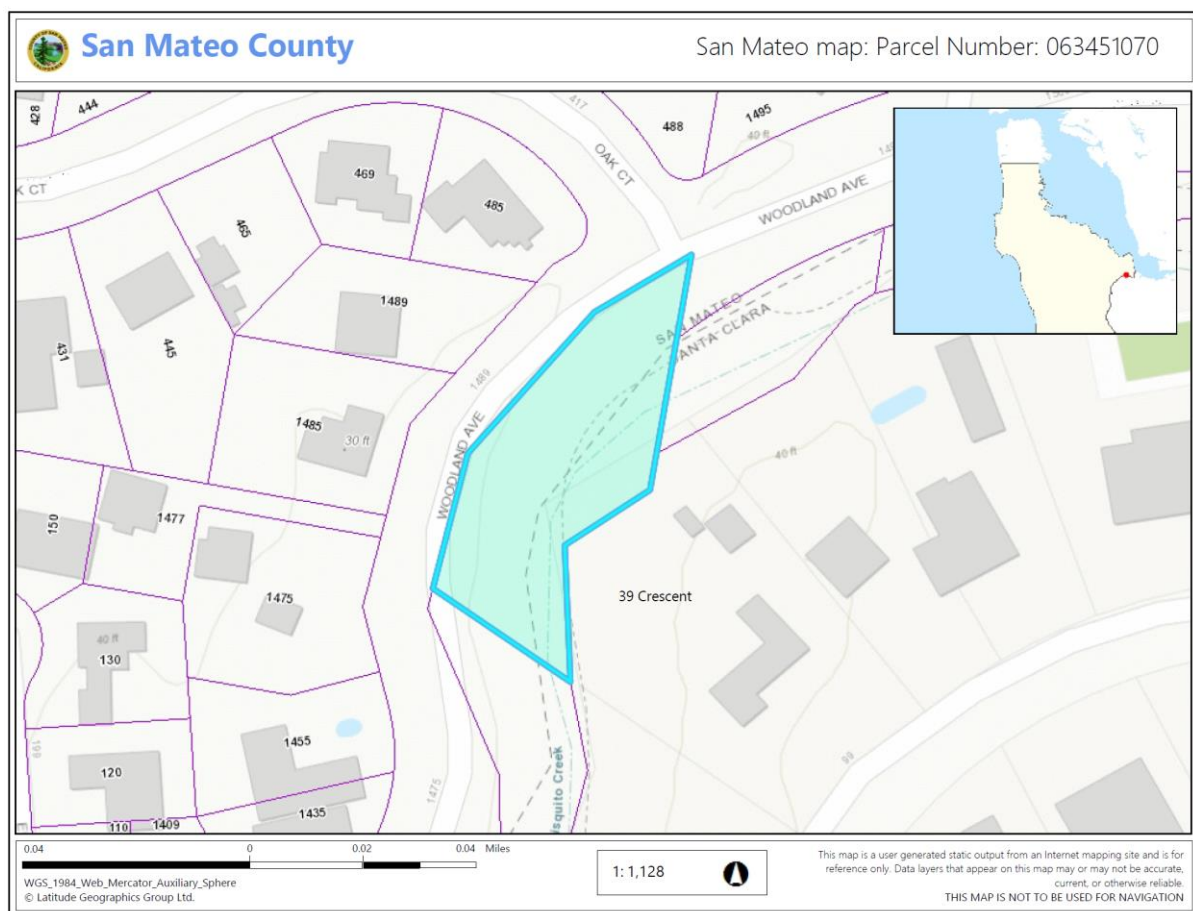 San Mateo County
San Mateo map: Parcel Number: 063451070
428
444
417
488
1495
40 ft
OAK CT
K CT
WOODLAND AVE
469
485
465
1489
445
431
SAN MATEO
SANTA CLARA
1489
1485
30 ft
WOODLAND AVE
40 ft
150
1477
1475
39 Crescent
40 ft
130
199
1455
120
1475
99
isquito Creek
1435
110
1409
0.04 0 0.02 0.04 Miles
WGS_1984_Web_Mercator_Auxiliary_Sphere
© Latitude Geographics Group Ltd.
1: 1,128
This map is a user generated static output from an Internet mapping site and is for
reference only. Data layers that appear on this map may or may not be accurate,
current, or otherwise reliable.
THIS MAP IS NOT TO BE USED FOR NAVIGATION